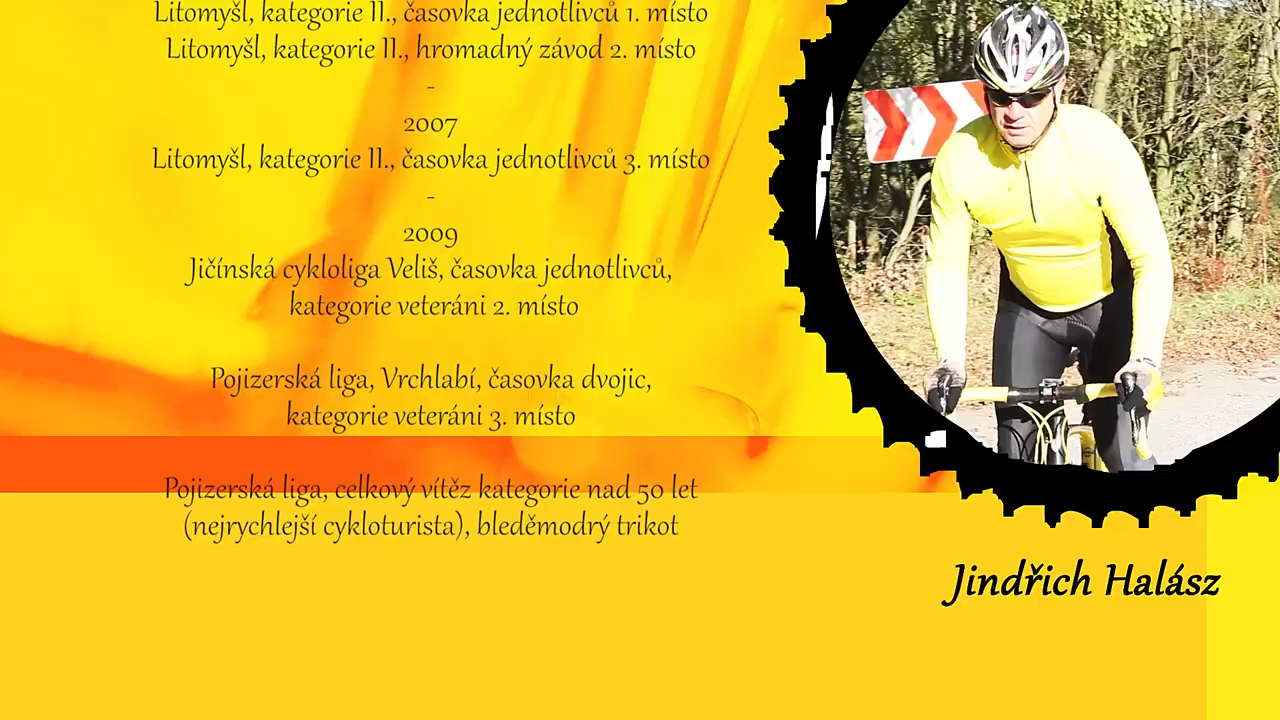 Litomyšl, kategorie II., časovka jednotlivců 1. místo
Litomyšl, kategorie II., hromadný závod 2. místo
-
2007
Litomyšl, kategorie II., časovka jednotlivců 3. místo
-
2009
Jičínská cykloliga Veliš, časovka jednotlivců,
kategorie veteráni 2. místo
Pojizerská liga, Vrchlabí, časovka dvojic,
kategorie veteráni 3. místo
Pojizerská liga, celkový vítěz kategorie nad 50 let
(nejrychlejší cykloturista), bleděmodrý trikot
Jindřich Halász